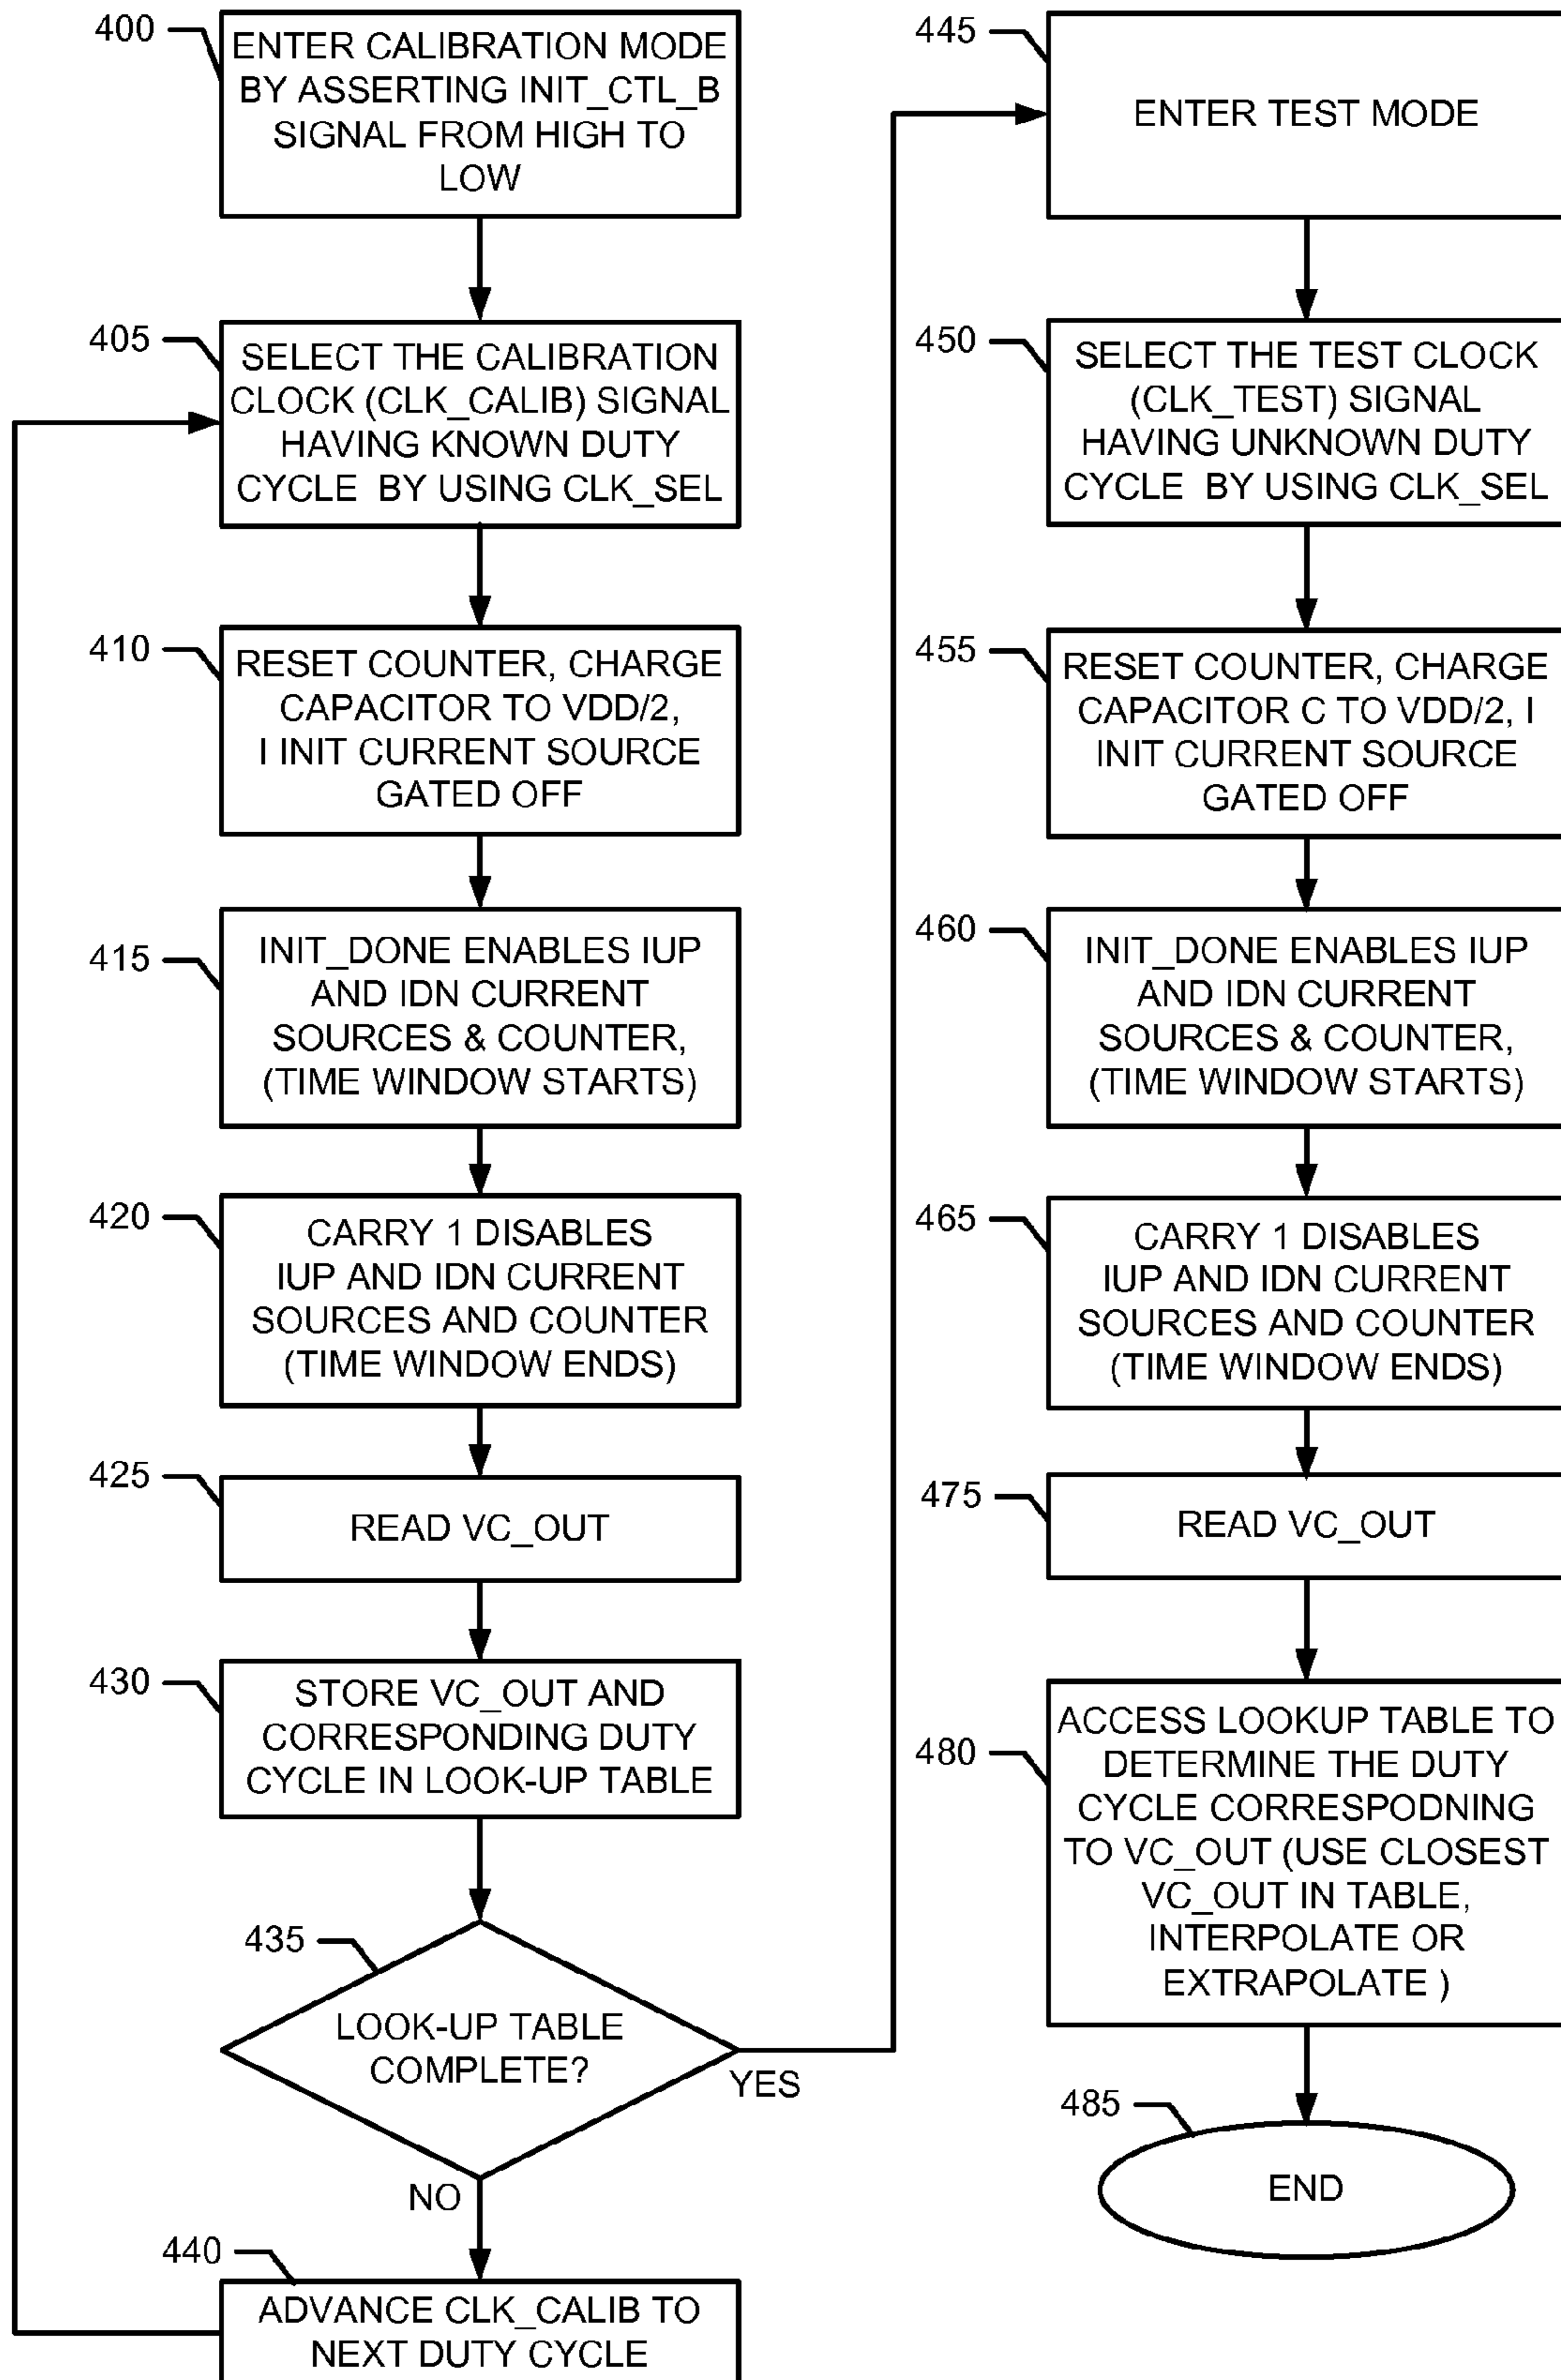 400
ENTER CALIBRATION MODE
BY ASSERTING INIT_CTL_B
SIGNAL FROM HIGH TO
LOW
405
SELECT THE CALIBRATION
CLOCK (CLK_CALIB) SIGNAL
HAVING KNOWN DUTY
CYCLE BY USING CLK_SEL
410
RESET COUNTER, CHARGE
CAPACITOR TO VDD/2,
I INIT CURRENT SOURCE
GATED OFF
415
INIT_DONE ENABLES IUP
AND IDN CURRENT
SOURCES & COUNTER,
(TIME WINDOW STARTS)
420
CARRY 1 DISABLES
IUP AND IDN CURRENT
SOURCES AND COUNTER
(TIME WINDOW ENDS)
425
READ VC_OUT
430
STORE VC_OUT AND
CORRESPONDING DUTY
CYCLE IN LOOK-UP TABLE
435
LOOK-UP TABLE
COMPLETE?
YES
NO
440
ADVANCE CLK_CALIB TO
NEXT DUTY CYCLE
445
ENTER TEST MODE
450
SELECT THE TEST CLOCK
(CLK_TEST) SIGNAL
HAVING UNKNOWN DUTY
CYCLE BY USING CLK_SEL
455
RESET COUNTER, CHARGE
CAPACITOR C TO VDD/2, I
INIT CURRENT SOURCE
GATED OFF
460
INIT_DONE ENABLES IUP
AND IDN CURRENT
SOURCES & COUNTER,
(TIME WINDOW STARTS)
465
CARRY 1 DISABLES
IUP AND IDN CURRENT
SOURCES AND COUNTER
(TIME WINDOW ENDS)
475
READ VC_OUT
480
ACCESS LOOKUP TABLE TO
DETERMINE THE DUTY
CYCLE CORRESPODNING
TO VC_OUT (USE CLOSEST
VC_OUT IN TABLE,
INTERPOLATE OR
EXTRAPOLATE )
485
END